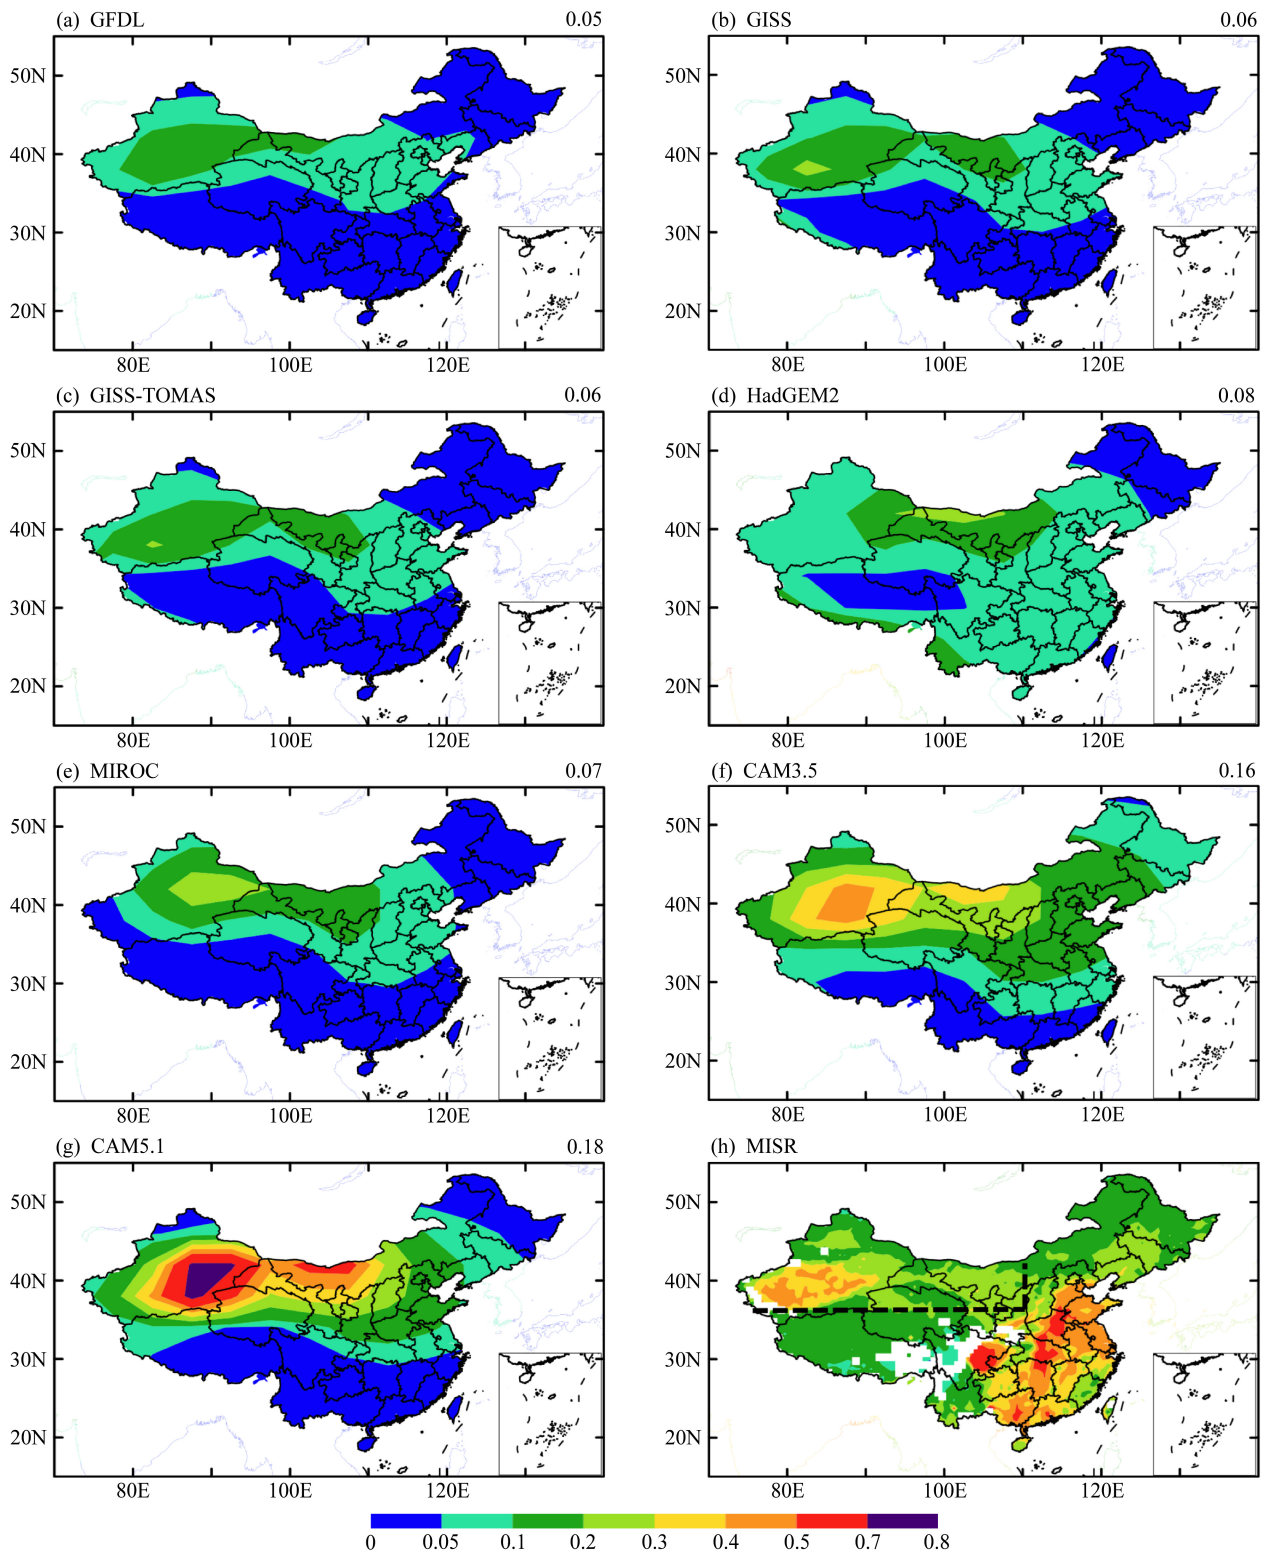 (a) GFDL 0.05
(b) GISS 0.06
50N
40N
30N
20N
80E 100E 120E
50N
40N
30N
20N
80E 100E 120E
(c) GISS-TOMAS 0.06
(d) HadGEM2 0.08
50N
40N
30N
20N
80E 100E 120E
50N
40N
30N
20N
80E 100E 120E
(e) MIROC 0.07
(f) CAM3.5 0.16
50N
40N
30N
20N
80E 100E 120E
50N
40N
30N
20N
80E 100E 120E
(g) CAM5.1 0.18
(h) MISR
50N
40N
30N
20N
80E 100E 120E
50N
40N
30N
20N
80E 100E 120E
0 0.05 0.1 0.2 0.3 0.4 0.5 0.7 0.8